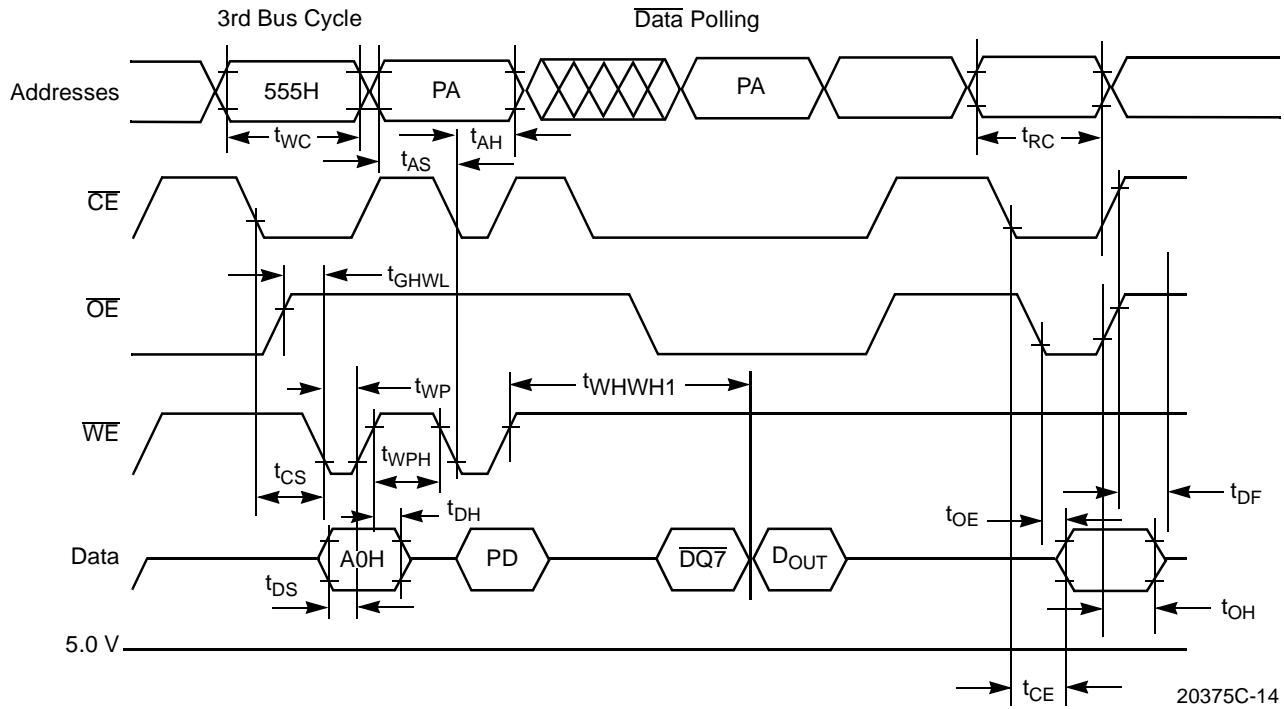 3rd Bus Cycle
Data Polling
Addresses
555H
PA
PA
tWC
tAH
tAS
tRC
CE
tGHWL
OE
tWP
tWHWH1
WE
tCS
tWPH
tDH
tOE
tDF
Data
A0H
PD
DQ7
DOUT
tDS
tOH
5.0 V
tCE
20375C-14